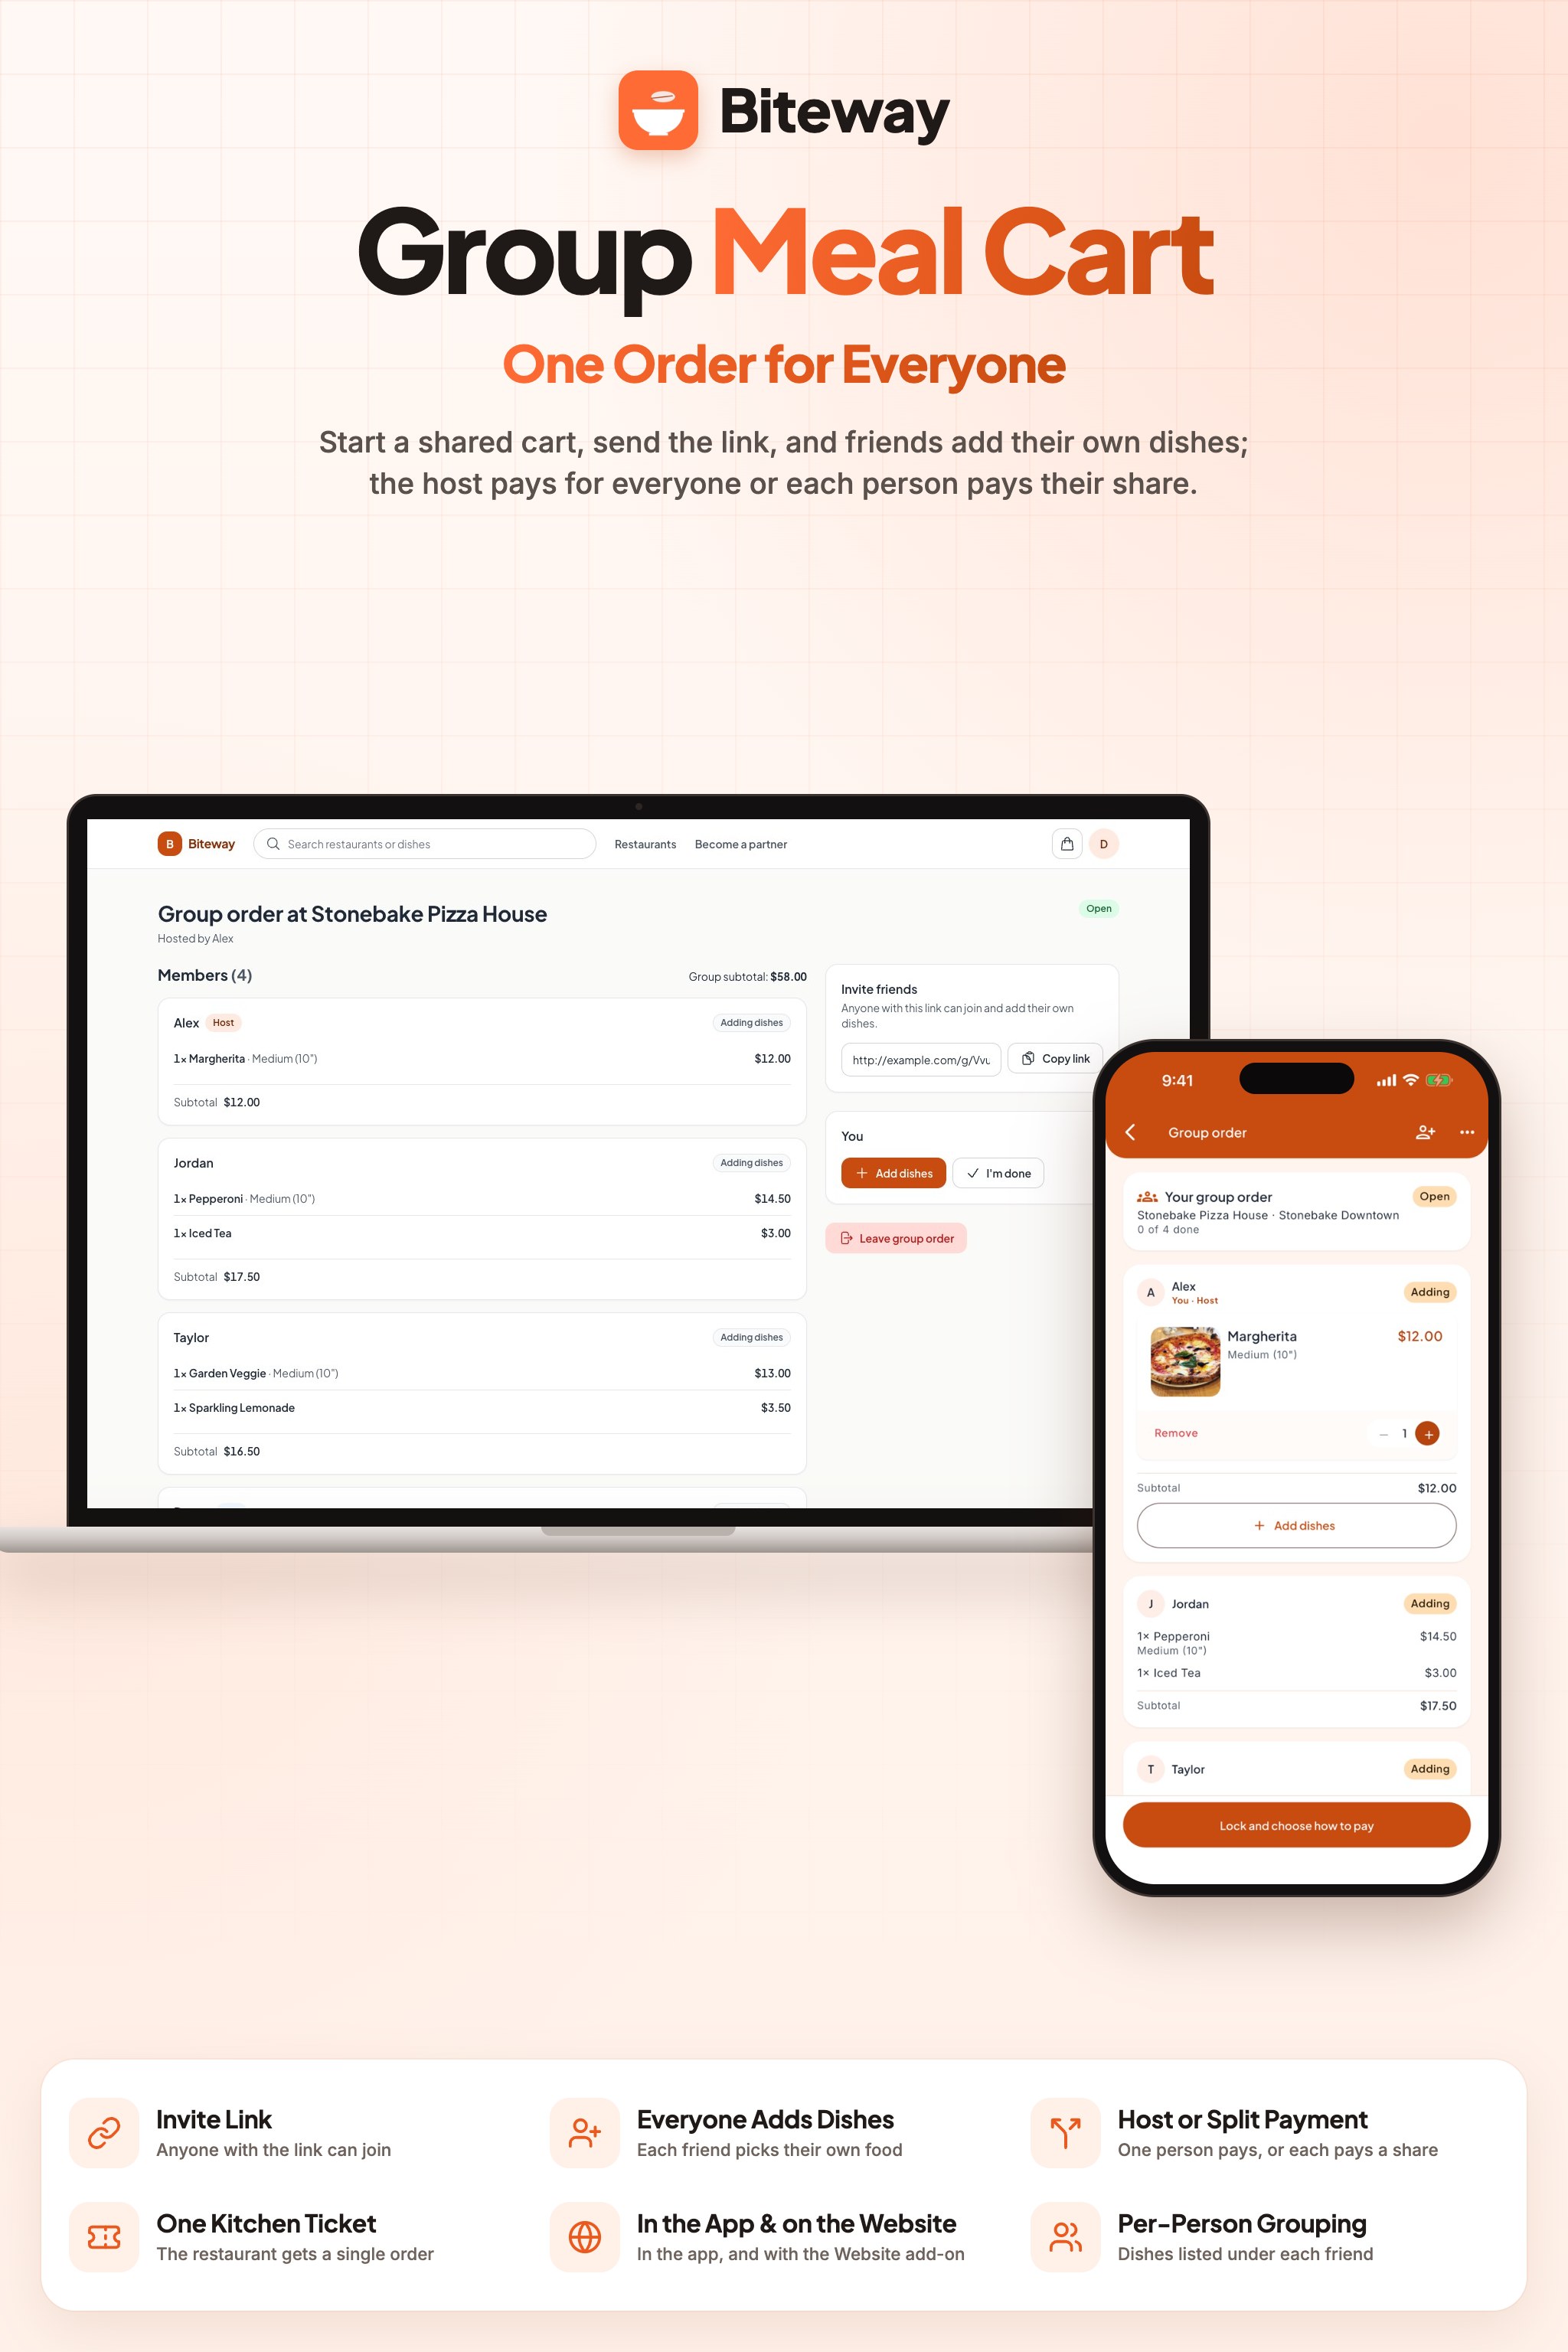 Biteway
Group Meal Cart
One Order for Everyone
Start a shared cart, send the link, and friends add their own dishes;
the host pays for everyone or each person pays their share.
B Biteway
Search restaurants or dishes
Restaurants
Become a partner
D
Group order at Stonebake Pizza House
Open
Hosted by Alex
Members (4)
Group subtotal: $58.00
Alex Host
Adding dishes
1× Margherita · Medium (10")
$12.00
Subtotal $12.00
Jordan
Adding dishes
1× Pepperoni · Medium (10")
$14.50
1× Iced Tea
$3.00
Subtotal $17.50
Taylor
Adding dishes
1× Garden Veggie · Medium (10")
$13.00
1× Sparkling Lemonade
$3.50
Subtotal $16.50
Invite friends
Anyone with this link can join and add their own
dishes.
http://example.com/g/Vvu
Copy link
You
Add dishes
I'm done
Leave group order
9:41
Group order
Your group order
Open
Stonebake Pizza House · Stonebake Downtown
0 of 4 done
A
Alex
You · Host
Adding
Margherita
$12.00
Medium (10")
Remove
1
Subtotal
$12.00
Add dishes
J
Jordan
Adding
1× Pepperoni
$14.50
Medium (10")
1× Iced Tea
$3.00
Subtotal
$17.50
T
Taylor
Adding
Lock and choose how to pay
Invite Link
Anyone with the link can join
Everyone Adds Dishes
Each friend picks their own food
Host or Split Payment
One person pays, or each pays a share
One Kitchen Ticket
The restaurant gets a single order
In the App & on the Website
In the app, and with the Website add-on
Per-Person Grouping
Dishes listed under each friend